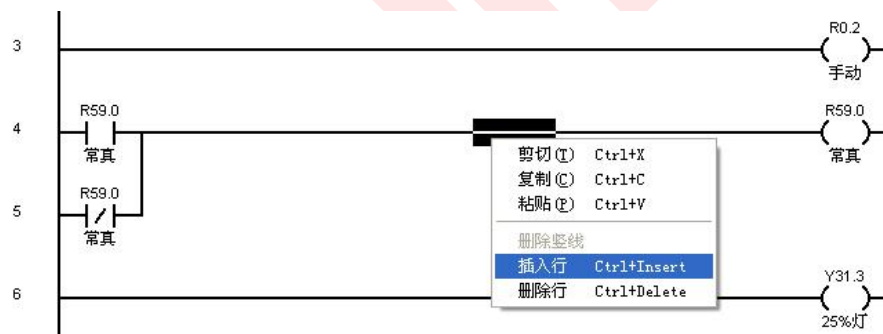 R0.2
3
手动
R59.0
R59.0
4
常真
常真
剪切(T) Ctrl+X
复制(C) Ctrl+C
粘贴(P) Ctrl+V
R59.0
5
常真
删除竖线
插入行 Ctrl+Insert
删除行 Ctrl+Delete
Y31.3
6
25%灯